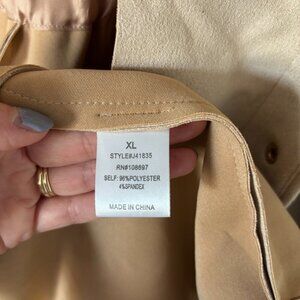 XL
STYLE#J41835
RN#108697
SELF: 96%POLYESTER
4%SPANDEX
MADE IN CHINA